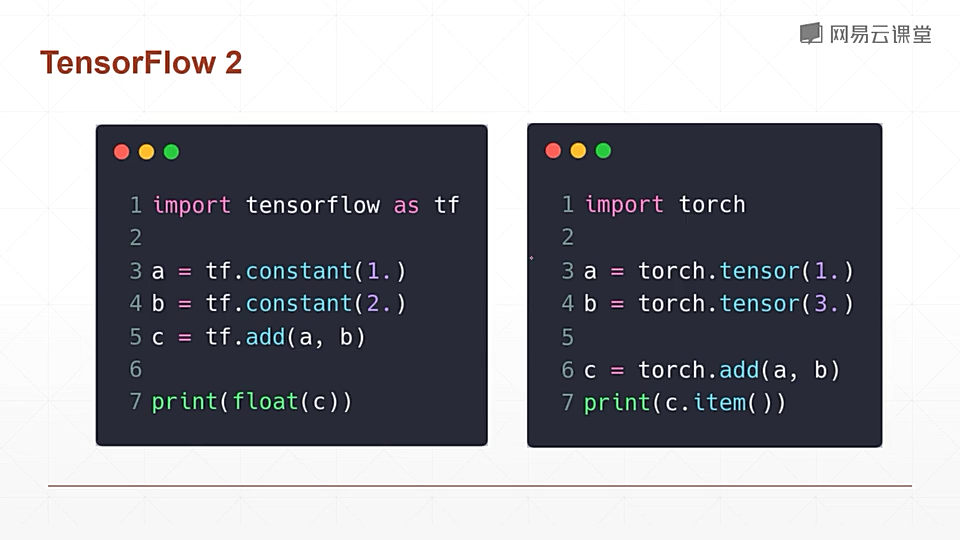 网易云课堂
TensorFlow 2
1 import tensorflow as tf
2
3 a = tf.constant(1.)
4 b = tf.constant(2.)
5 c = tf.add(a, b)
6
7 print(float(c))
1 import torch
2
3 a = torch.tensor(1.)
4 b = torch.tensor(3.)
5
6 c = torch.add(a, b)
7 print(c.item())